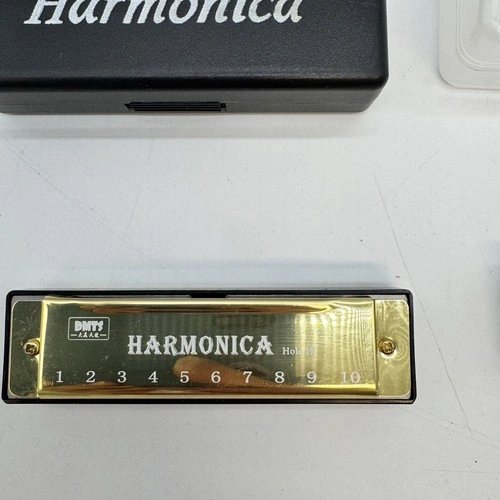 Harmonica
DMTS
HARMONICA
1 2 3 4 5 6 7 8 9 10